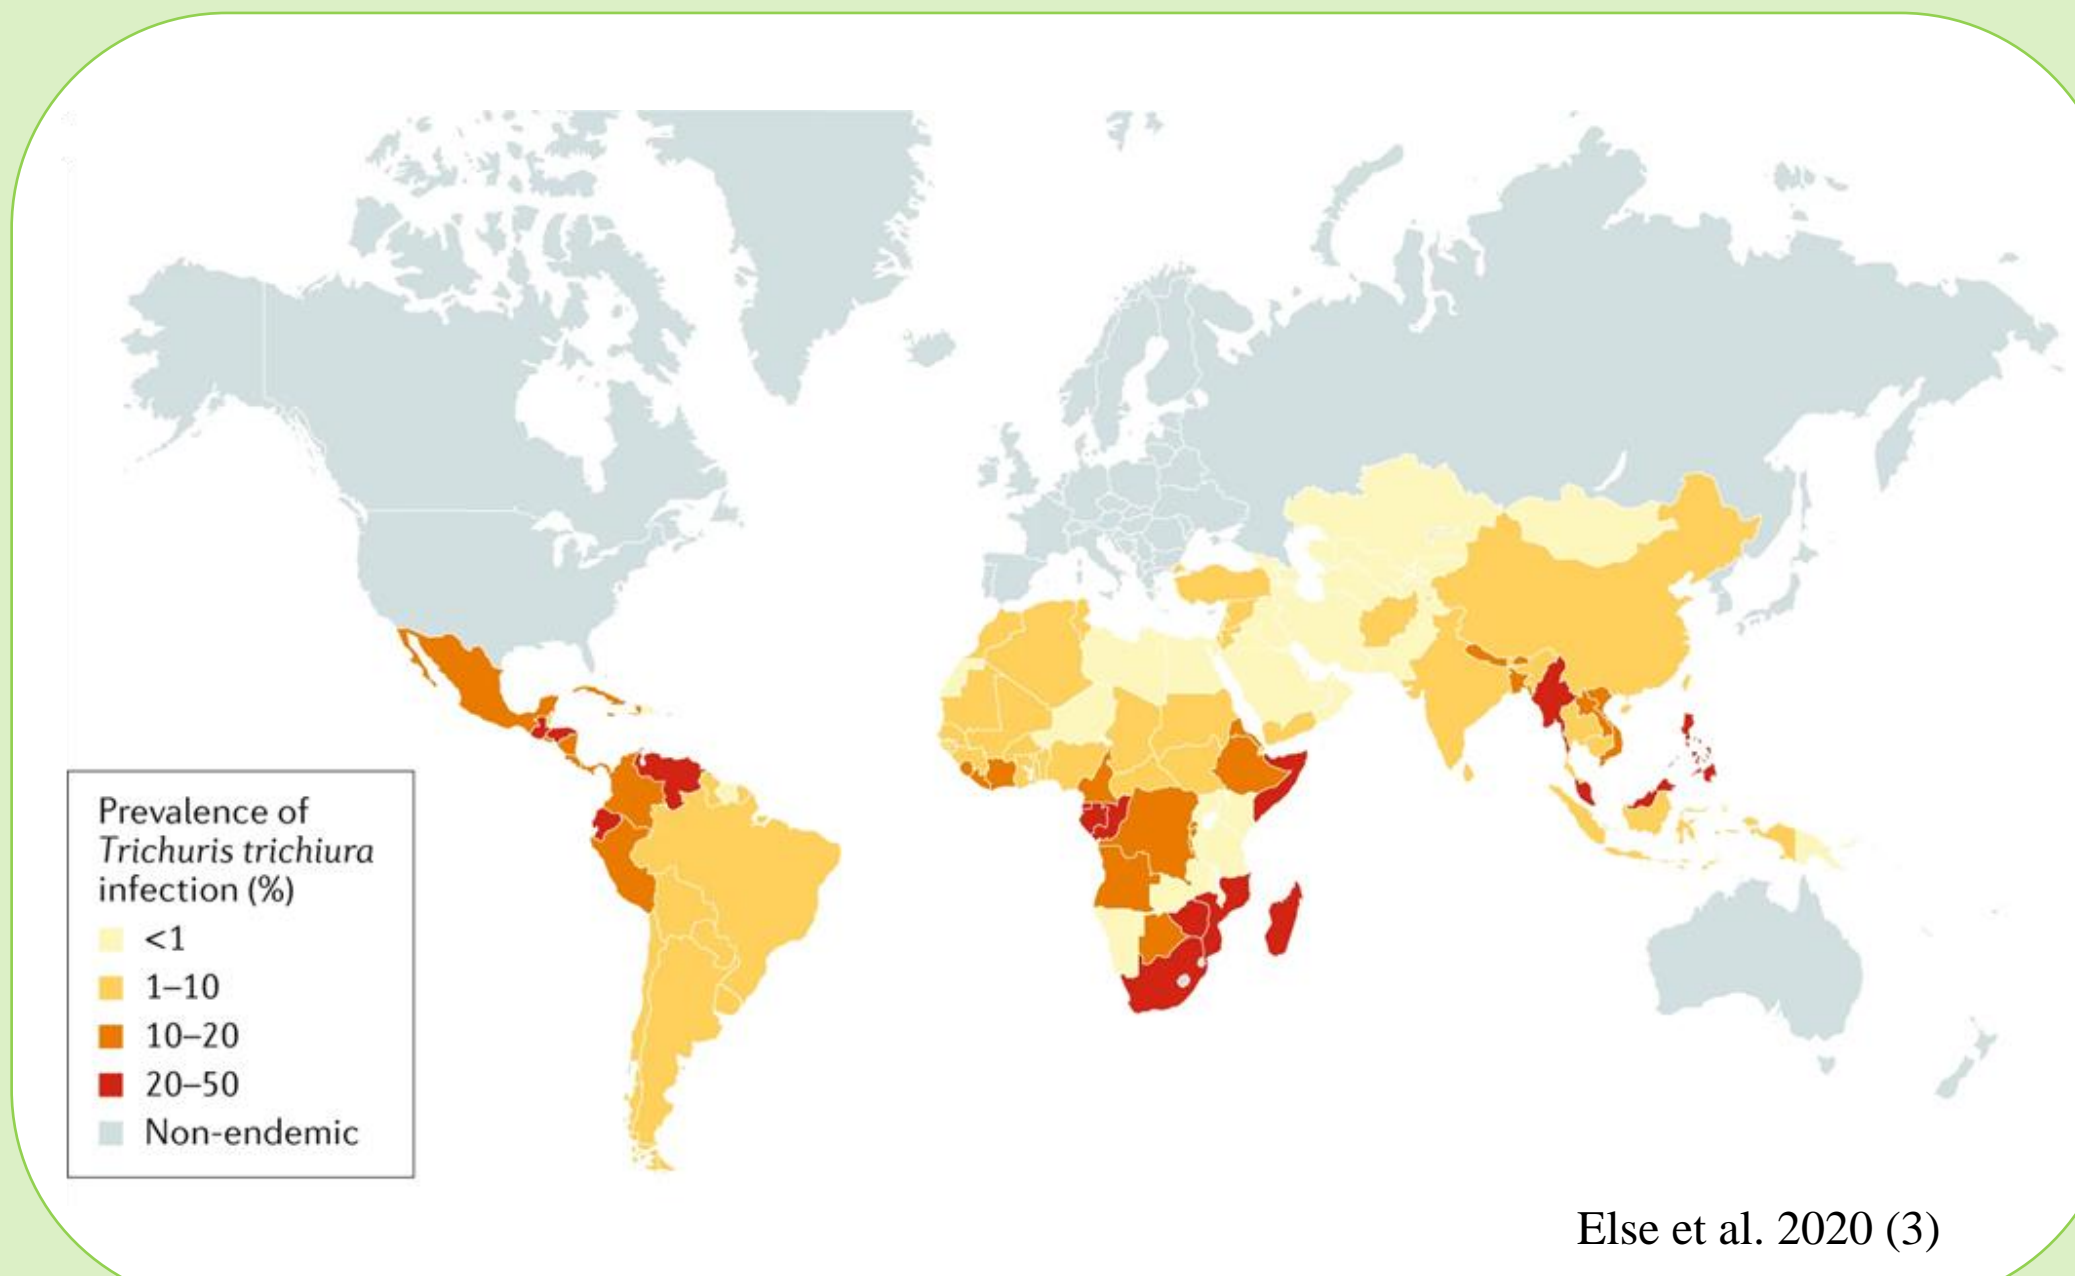 Prevalence of
Trichuris trichiura
infection (%)
<1
1–10
10–20
20–50
Non-endemic
Else et al. 2020 (3)